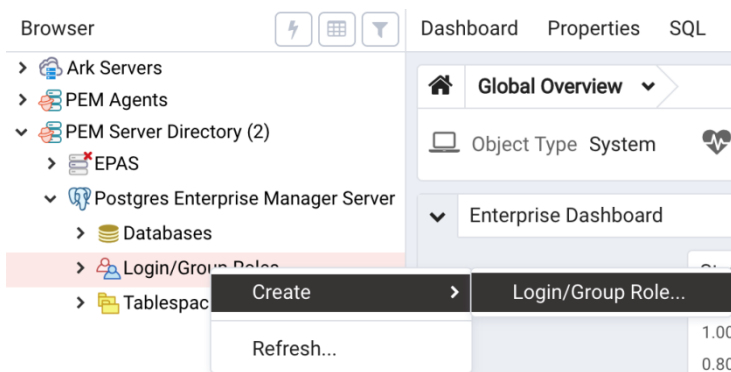 Browser
Dashboard Properties SQL
Ark Servers
PEM Agents
PEM Server Directory (2)
EPAS
Postgres Enterprise Manager Server
Databases
Login/Group Roles
Tablespac
Create
Login/Group Role...
Refresh...
Global Overview
Object Type System
Enterprise Dashboard
1.00
0.80